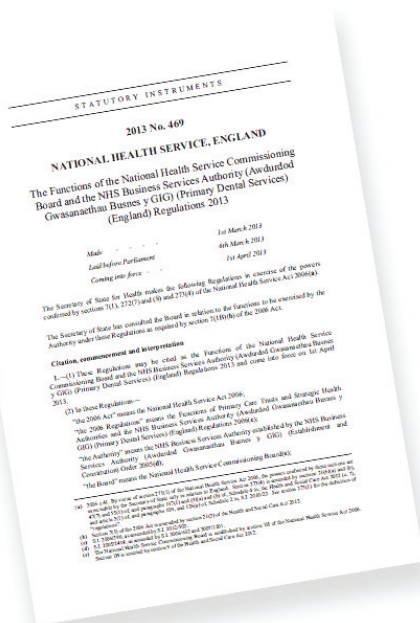 STATUTORY INSTRUMENTS
2013 No. 469
NATIONAL HEALTH SERVICE, ENGLAND
The Functions of the National Health Service Commissioning
Board and the NHS Business Services Authority (Awdurdod
Gwasanaethau Busnes y GIG) (Primary Dental Services)
(England) Regulations 2013
Made - - - - 1st March 2013
Laid before Parliament 6th March 2013
Coming into force - - 1st April 2013
The Secretary of State for Health makes the following Regulations in exercise of the powers
conferred by sections 7(1), 272(7) and (8) and 273(4) of the National Health Service Act 2006(a).
The Secretary of State has consulted the Board in relation to the functions to be exercised by the
Authority under these Regulations as required by section 7(1B)(b) of the 2006 Act.
Citation, commencement and interpretation
1.—(1) These Regulations may be cited as the Functions of the National Health Service
Commissioning Board and the NHS Business Services Authority (Awdurdod Gwasanaethau Busnes
y GIG) (Primary Dental Services) (England) Regulations 2013 and come into force on 1st April
2013.
(2) In these Regulations—
"the 2006 Act" means the National Health Service Act 2006;
"the 2006 Regulations" means the Functions of Primary Care Trusts and Strategic Health
Authorities and the NHS Business Services Authority (Awdurdod Gwasanaethau Busnes y
GIG) (Primary Dental Services) (England) Regulations 2006(c);
"the Authority" means the NHS Business Services Authority established by the NHS Business
Services Authority (Awdurdod Gwasanaethau Busnes y GIG) (Establishment and
Constitution) Order 2005(d);
"the Board" means the National Health Service Commissioning Board(e);